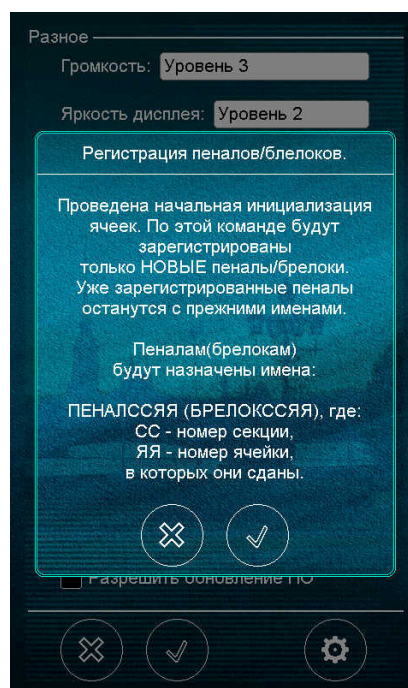 Разное
Громкость: Уровень 3
Яркость дисплея: Уровень 2
Регистрация пеналов/блелоков.
Проведена начальная инициализация
ячеек. По этой команде будут
зарегистрированы
только НОВЫЕ пеналы/брелоки.
Уже зарегистрированные пеналы
останутся с прежними именами.
Пеналам(брелокам)
будут назначены имена:
ПЕНАЛССЯЯ (БРЕЛОКССЯЯ), где:
СС - номер секции,
ЯЯ - номер ячейки,
в которых они сданы.
Разрешить обновление ПО